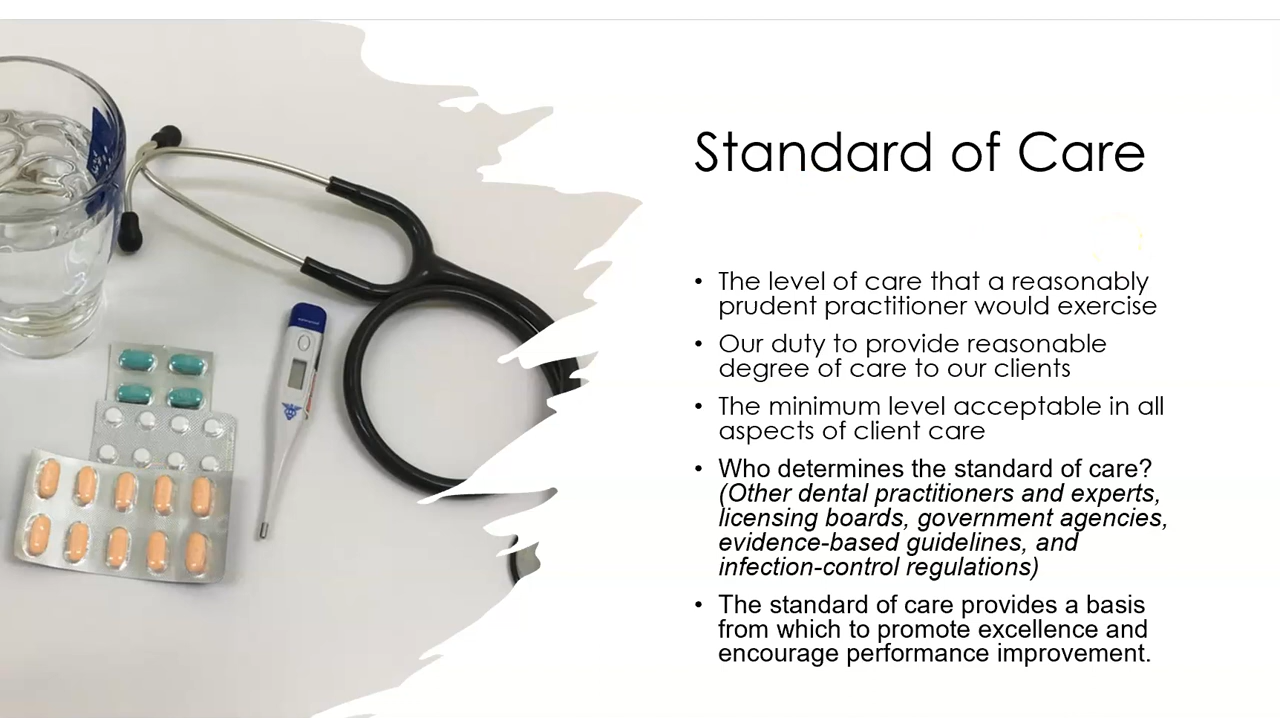 Standard of Care
• The level of care that a reasonably
prudent practitioner would exercise
• Our duty to provide reasonable
degree of care to our clients
• The minimum level acceptable in all
aspects of client care
• Who determines the standard of care?
(Other dental practitioners and experts,
licensing boards, government agencies,
evidence-based guidelines, and
infection-control regulations)
• The standard of care provides a basis
from which to promote excellence and
encourage performance improvement.